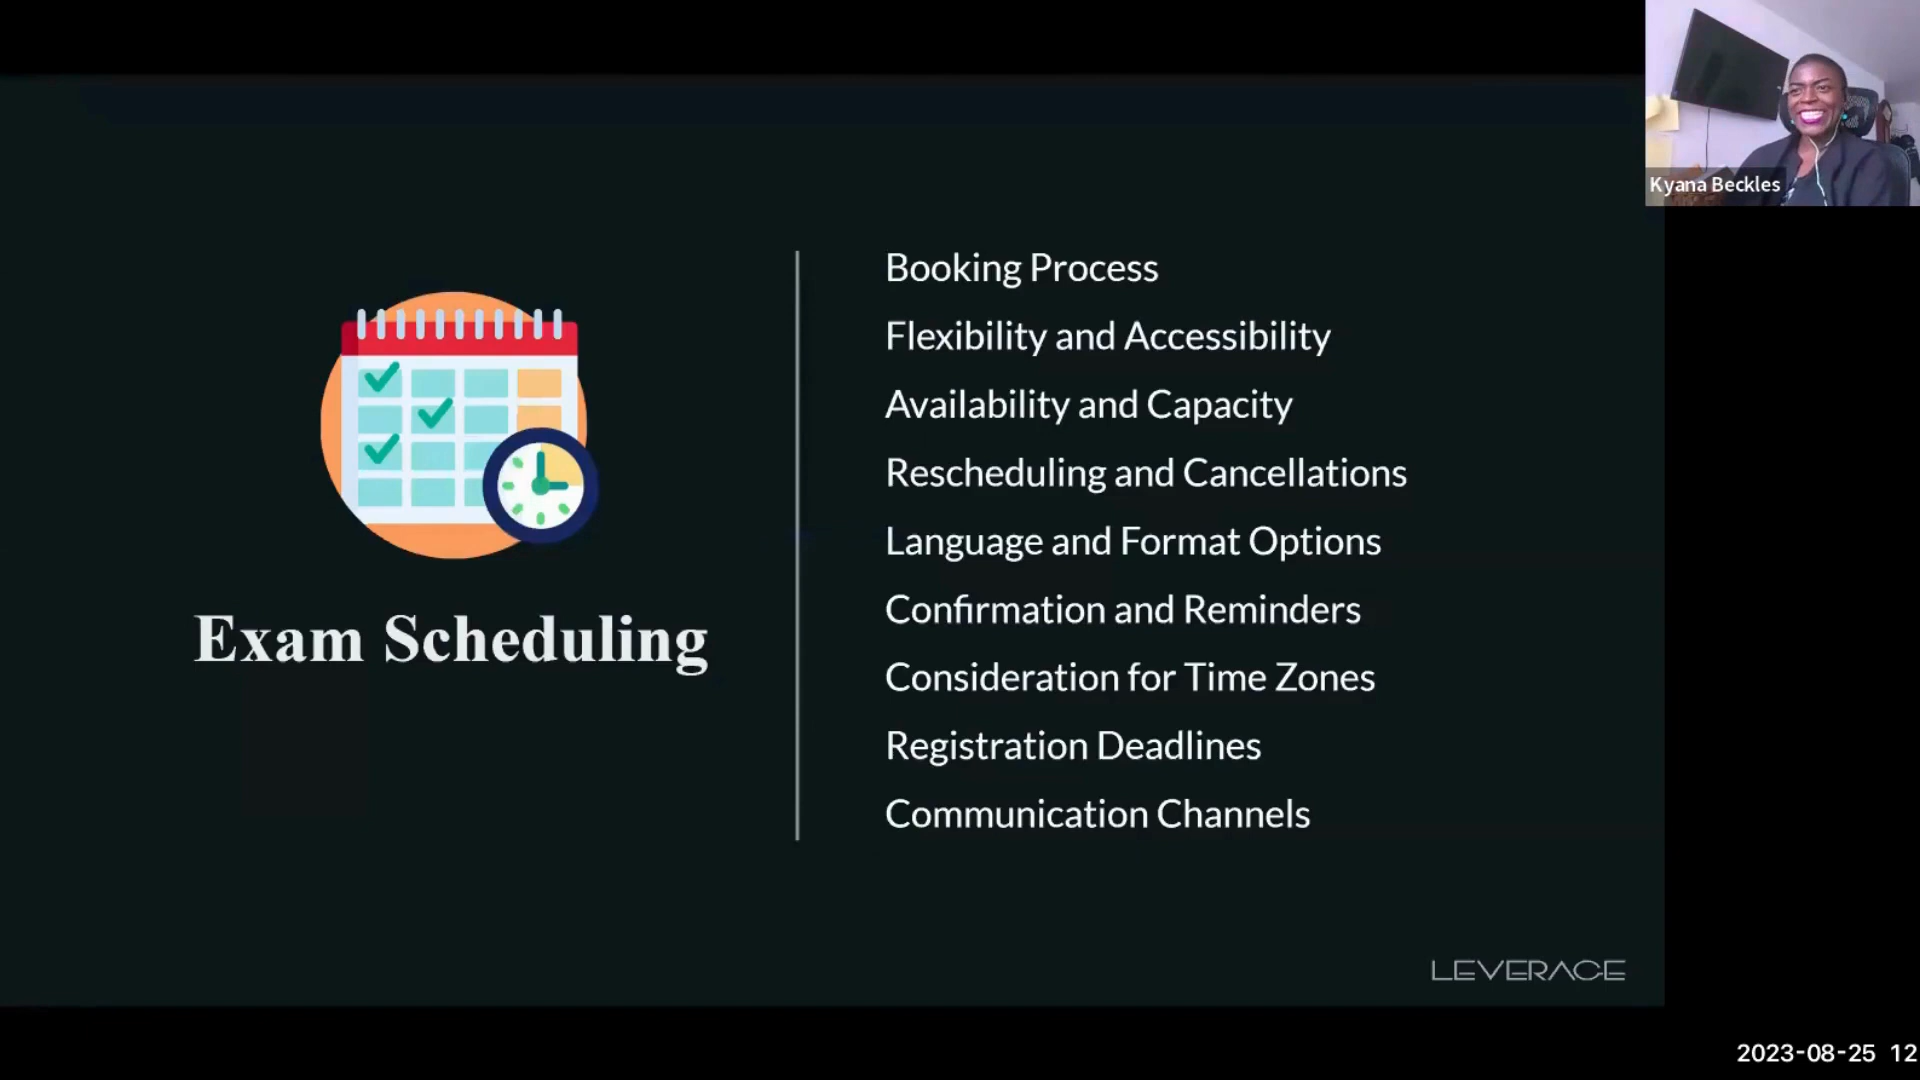 Kyana Beckles
Exam Scheduling
Booking Process
Flexibility and Accessibility
Availability and Capacity
Rescheduling and Cancellations
Language and Format Options
Confirmation and Reminders
Consideration for Time Zones
Registration Deadlines
Communication Channels
LEVERAGE
2023-08-25 12